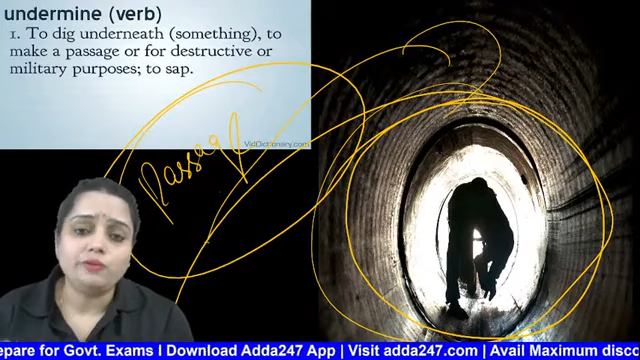 undermine (verb)
1. To dig underneath (something), to
make a passage or for destructive or
military purposes; to sap.
VidDictionary.com
Passag
epare for Govt. Exams I Download Adda247 App | Visit adda247.com | Avail Maximum disco